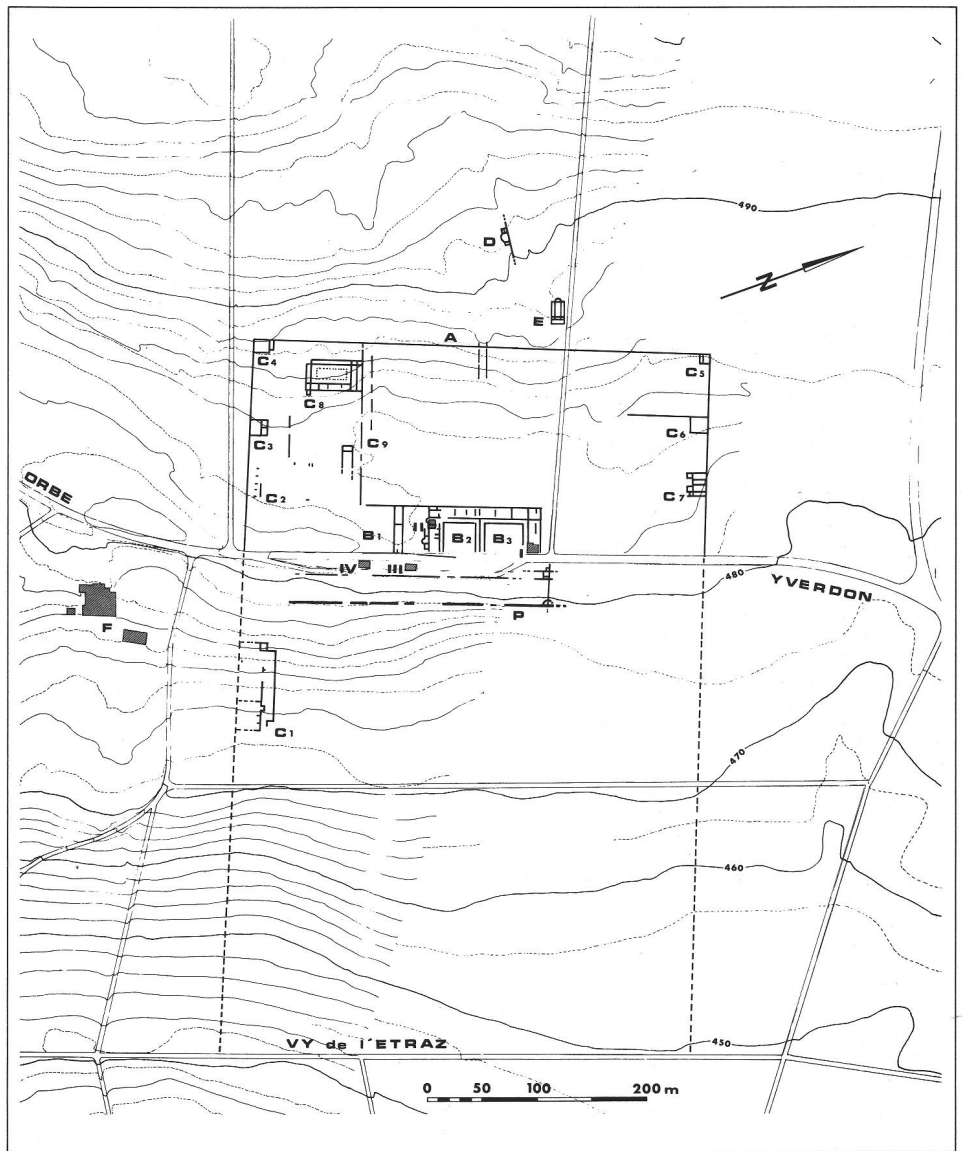 490
D
N
E
A
C4
C5
C8
C3
C9
C6
ORBE
C2
C7
B1
II
B2
B3
I
IV
III
480
YVERDON
P
F
C1
470
460
VY de l'ETRAZ
450
0 50 100 200 m